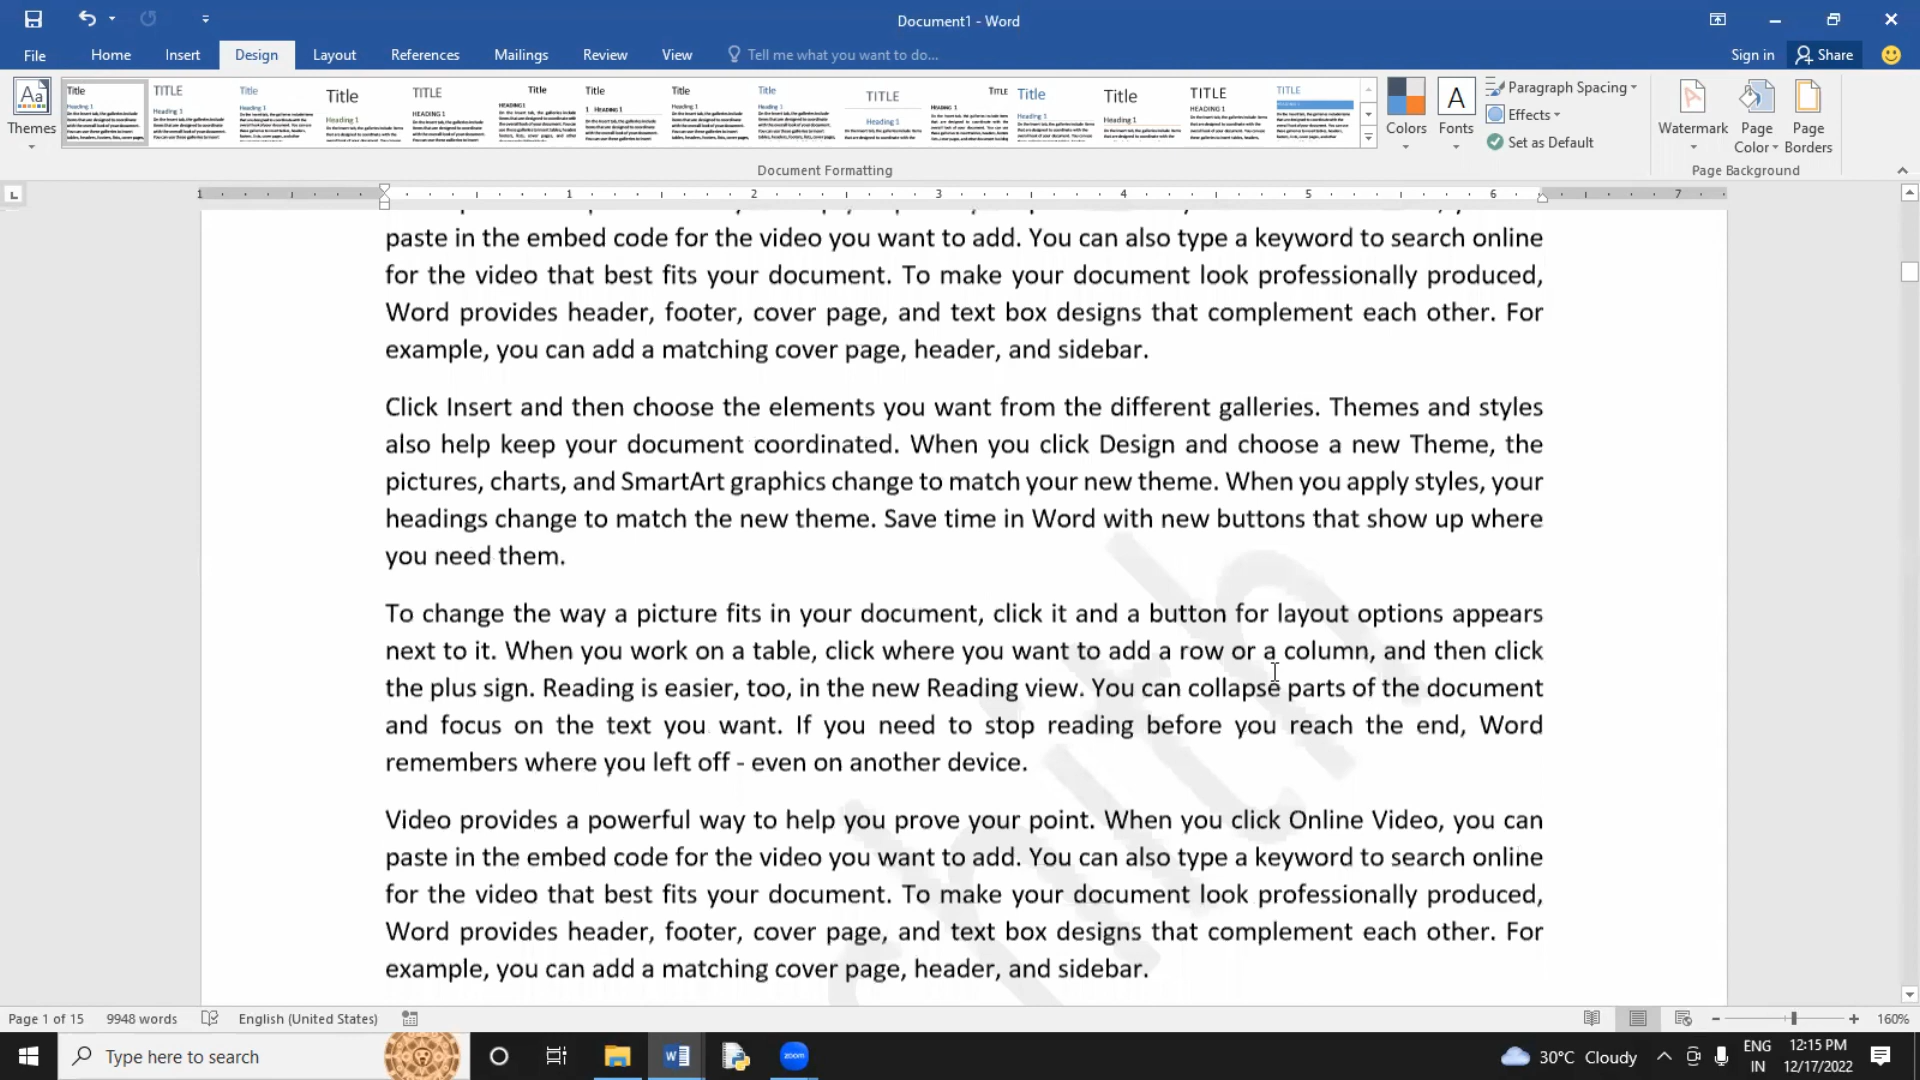 Document1 - Word
File Home Insert Design Layout References Mailings Review View Tell me what you want to do... Sign in Share
Themes
Title TITLE Title Title TITLE Title Title Title Title TITLE TITLE Title Title TITLE TITLE
Heading 1 Heading 1 Heading 1 Heading 1 HEADING 1 HEADING 1 1 HEADING 1 Heading 1 Heading 1 Heading 1 HEADING 1 Heading 1 Heading 1 HEADING 1
Colors Fonts Paragraph Spacing
Effects
Set as Default
Watermark Page Color Page Borders
Document Formatting Page Background
1 1 2 3 4 5 6 7
paste in the embed code for the video you want to add. You can also type a keyword to search online
for the video that best fits your document. To make your document look professionally produced,
Word provides header, footer, cover page, and text box designs that complement each other. For
example, you can add a matching cover page, header, and sidebar.
Click Insert and then choose the elements you want from the different galleries. Themes and styles
also help keep your document coordinated. When you click Design and choose a new Theme, the
pictures, charts, and SmartArt graphics change to match your new theme. When you apply styles, your
headings change to match the new theme. Save time in Word with new buttons that show up where
you need them.
To change the way a picture fits in your document, click it and a button for layout options appears
next to it. When you work on a table, click where you want to add a row or a column, and then click
the plus sign. Reading is easier, too, in the new Reading view. You can collapse parts of the document
and focus on the text you want. If you need to stop reading before you reach the end, Word
remembers where you left off - even on another device.
Video provides a powerful way to help you prove your point. When you click Online Video, you can
paste in the embed code for the video you want to add. You can also type a keyword to search online
for the video that best fits your document. To make your document look professionally produced,
Word provides header, footer, cover page, and text box designs that complement each other. For
example, you can add a matching cover page, header, and sidebar.
Page 1 of 15 9948 words English (United States) 160%
Type here to search zoom 30°C Cloudy ENG IN 12:15 PM 12/17/2022